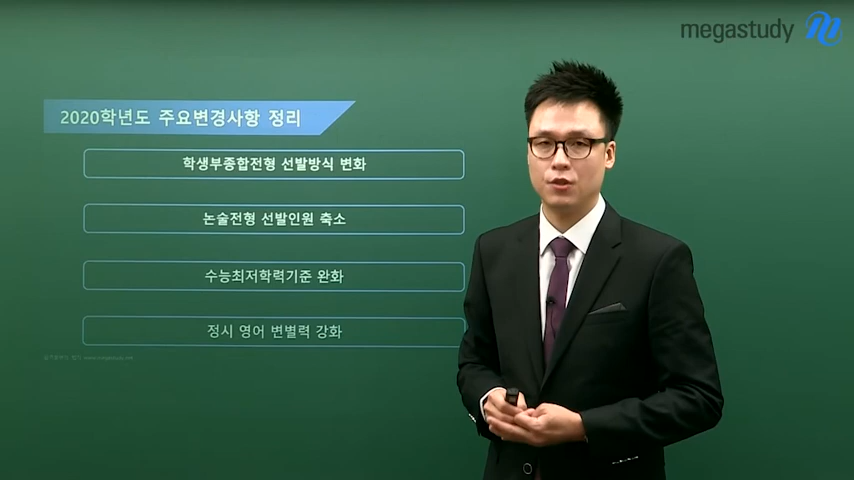 megastudy
2020학년도 주요변경사항 정리
학생부종합전형 선발방식 변화
논술전형 선발인원 축소
수능최저학력기준 완화
정시 영어 변별력 강화